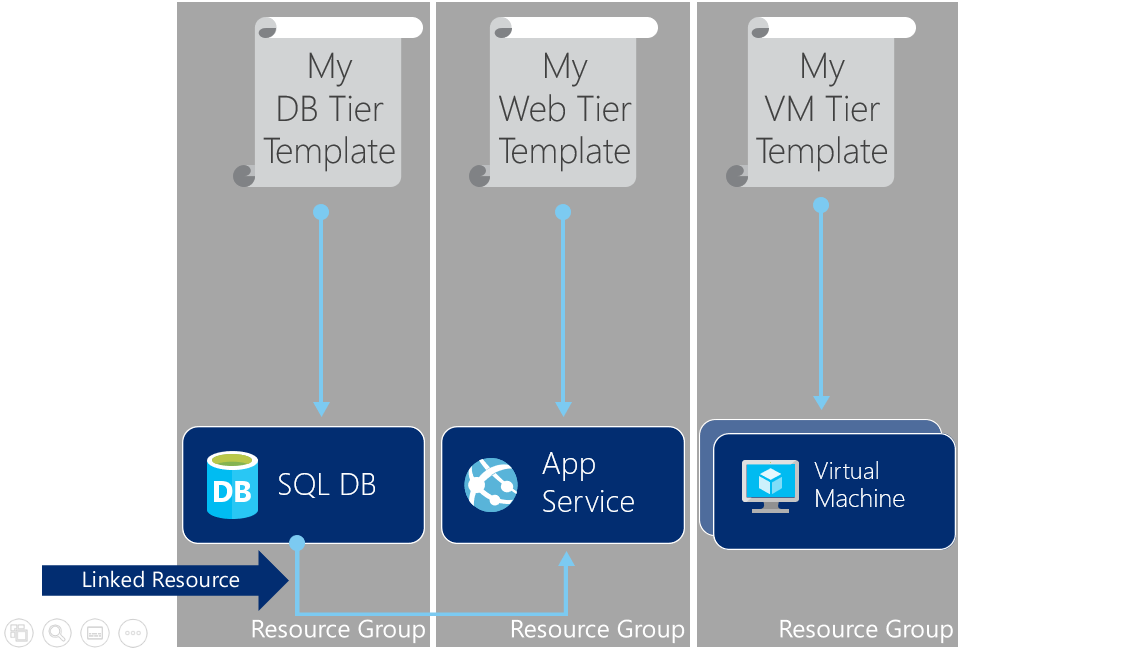 My
DB Tier
Template
My
Web Tier
Template
My
VM Tier
Template
DB
SQL DB
App
Service
Virtual
Machine
Linked Resource
Resource Group
Resource Group
Resource Group